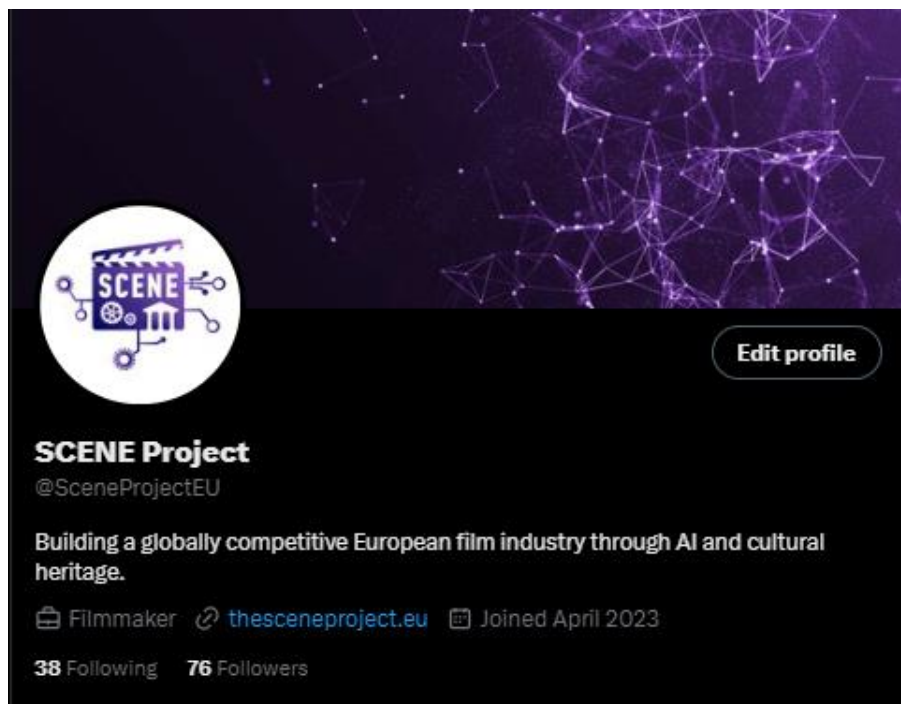 SCENE
Edit profile
SCENE Project
@SceneProjectEU
Building a globally competitive European film industry through AI and cultural
heritage.
Filmmaker thesceneproject.eu Joined April 2023
38 Following 76 Followers